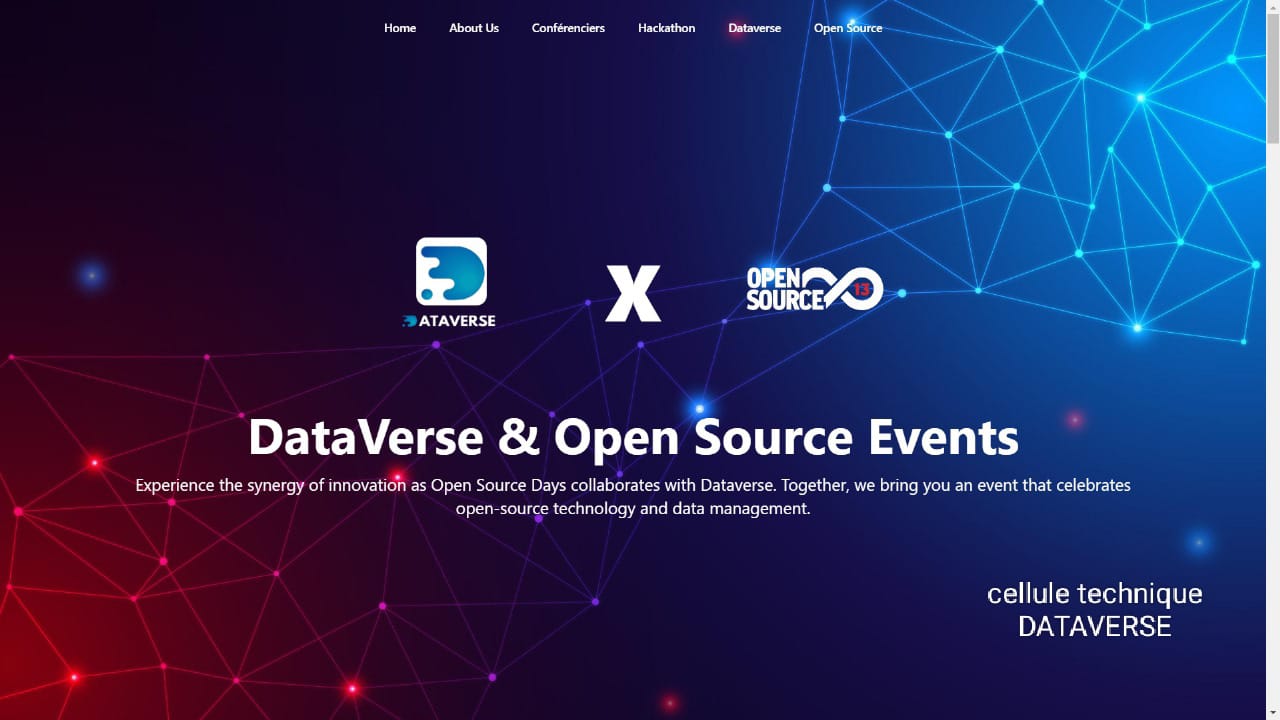 Home About Us Conférenciers Hackathon Dataverse Open Source
DATAVERSE
X
OPEN
SOURCE 13
DataVerse & Open Source Events
Experience the synergy of innovation as Open Source Days collaborates with Dataverse. Together, we bring you an event that celebrates
open-source technology and data management.
cellule technique
DATAVERSE